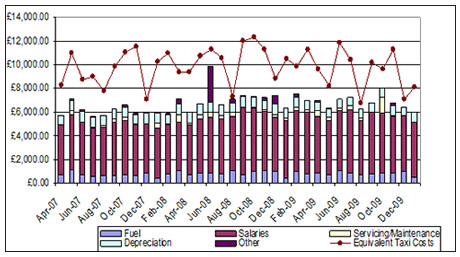 £14,000.00
£12,000.00
£10,000.00
£8,000.00
£6,000.00
£4,000.00
£2,000.00
£0.00
Apr-07
Jun-07
Aug-07
Oct-07
Dec-07
Feb-08
Apr-08
Jun-08
Aug-08
Oct-08
Dec-08
Feb-09
Apr-09
Jun-09
Aug-09
Oct-09
Dec-09
Fuel Salaries Servicing/Maintenance
Depreciation Other Equivalent Taxi Costs